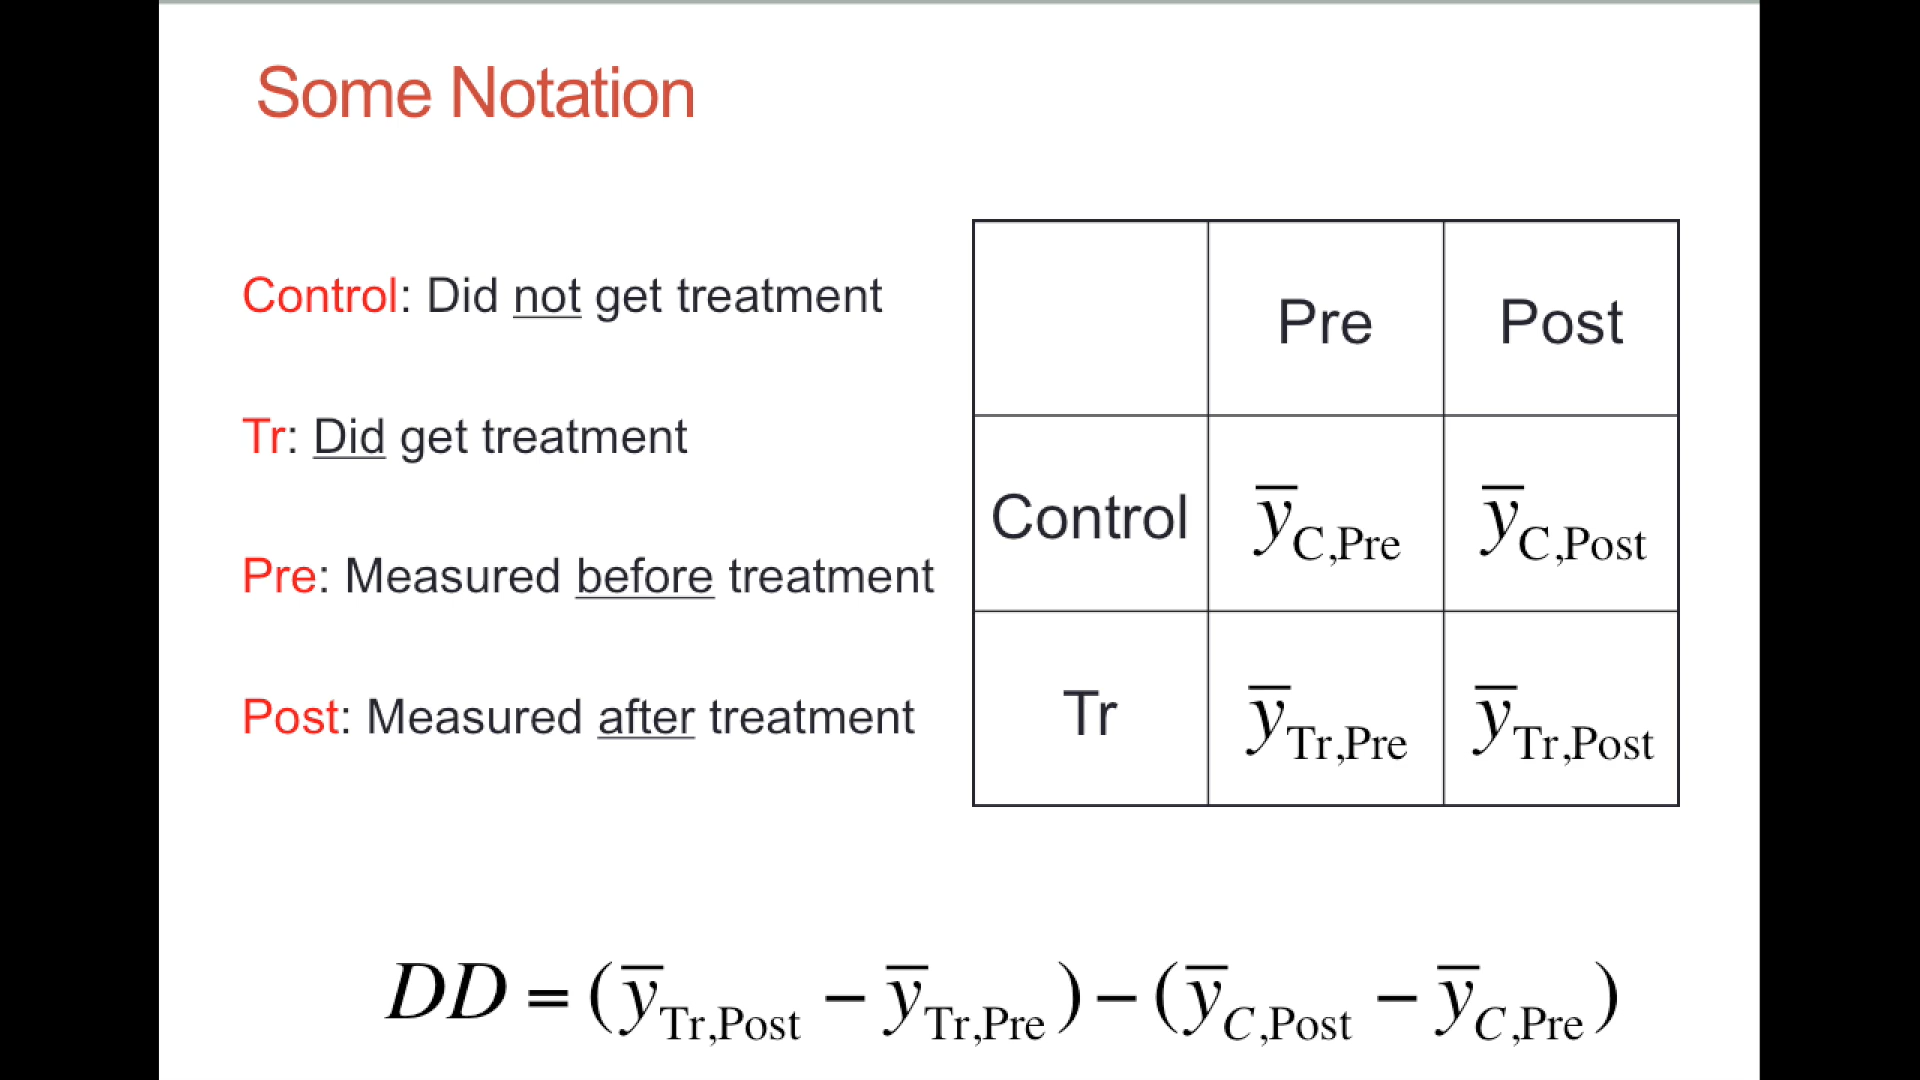 Some Notation
Control: Did not get treatment
Tr: Did get treatment
Pre: Measured before treatment
Post: Measured after treatment
Pre Post
Control ȳC,Pre ȳC,Post
Tr ȳTr,Pre ȳTr,Post
DD = (ȳTr,Post − ȳTr,Pre) − (ȳC,Post − ȳC,Pre)